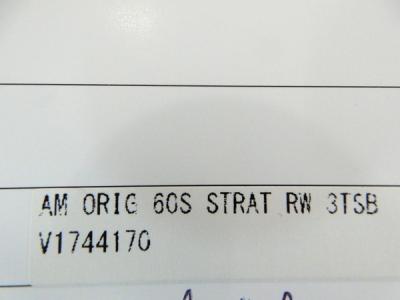 AM ORIG 60S STRAT RW 3TSB
V1744170